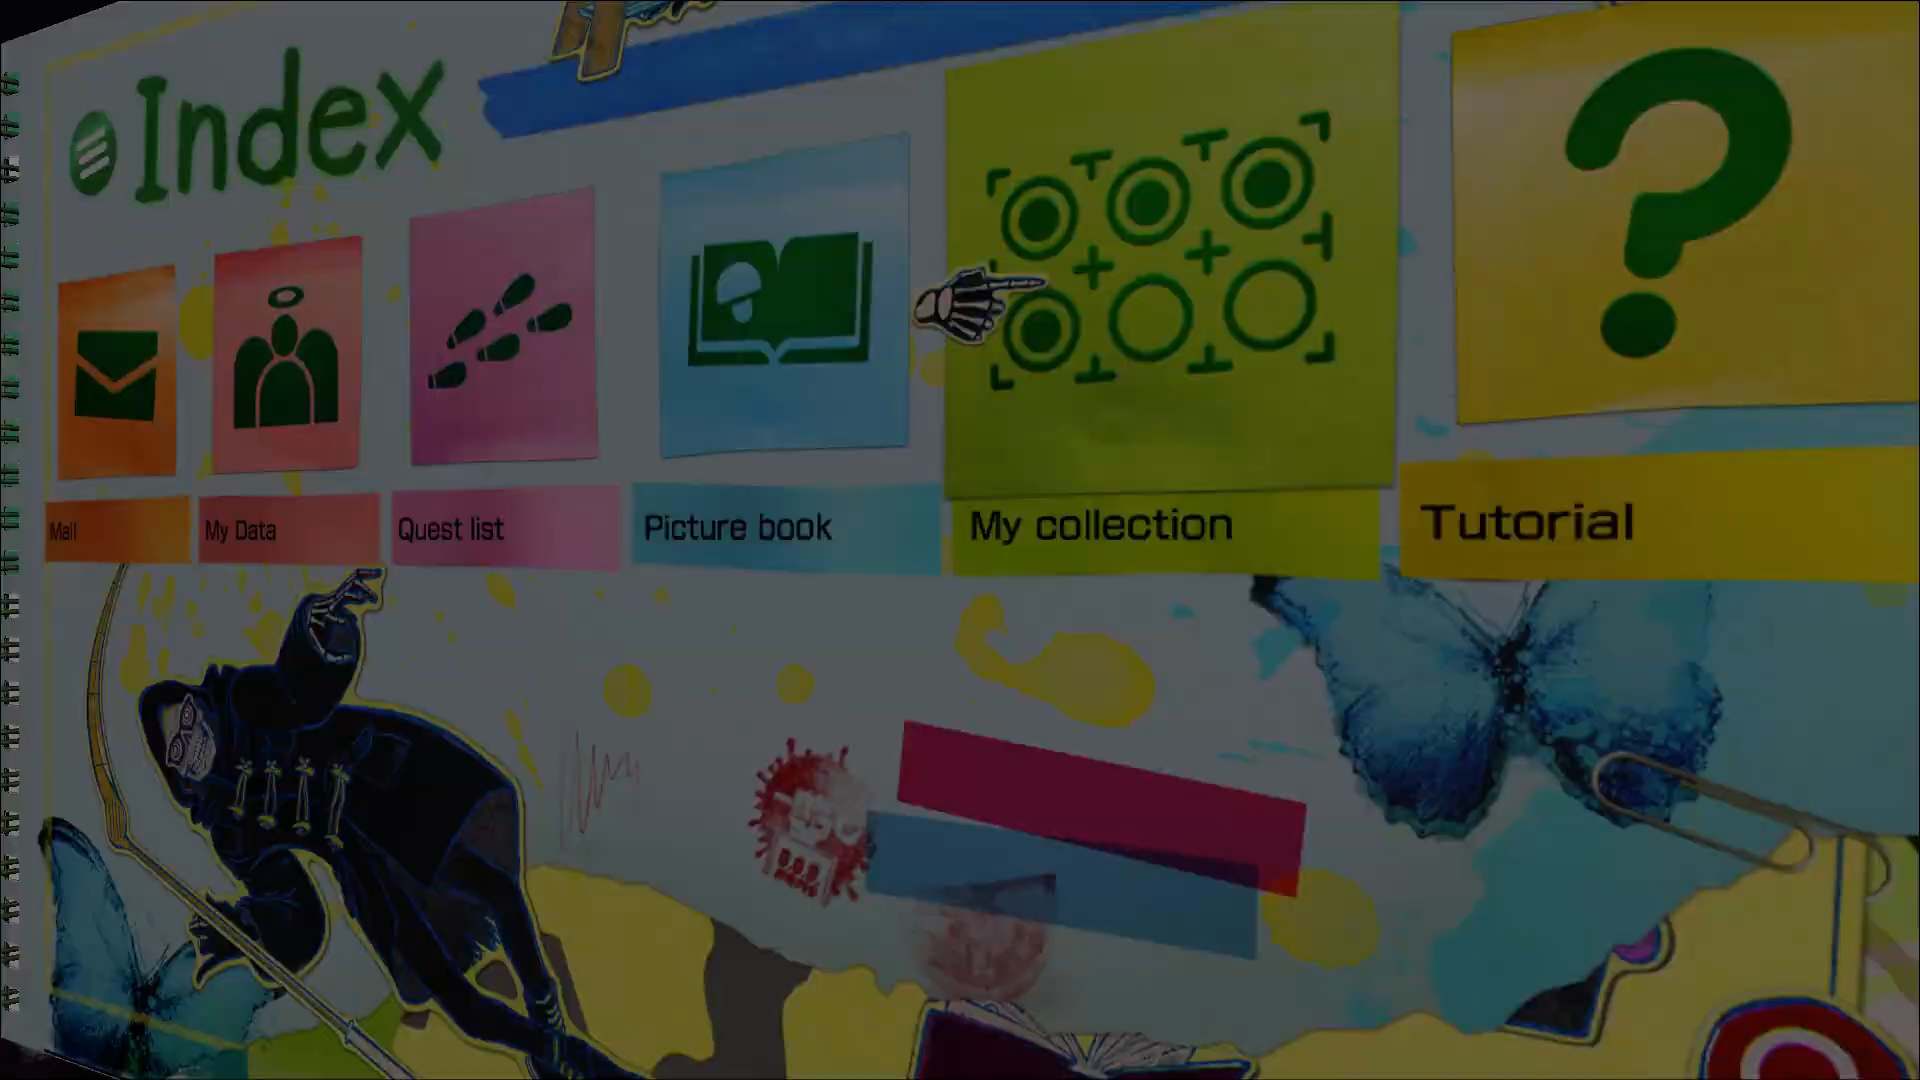 Index
Mail
My Data
Quest list
Picture book
My collection
Tutorial